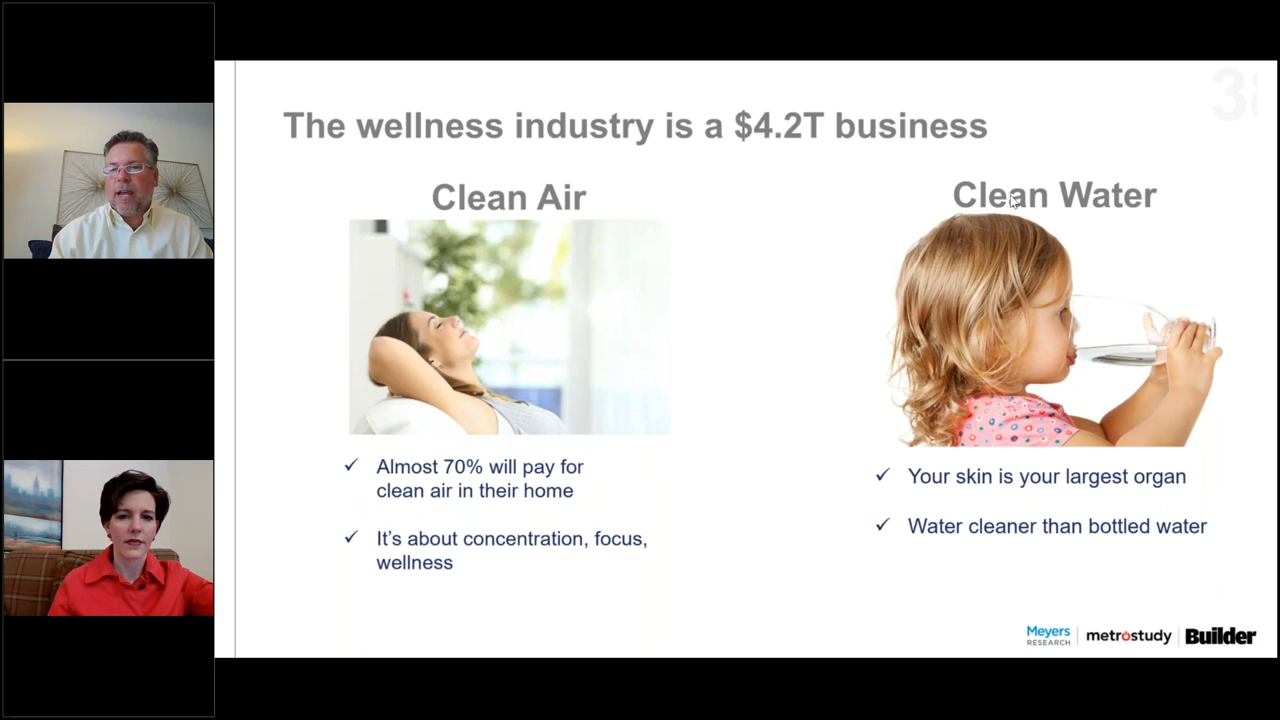 The wellness industry is a $4.2T business
Clean Air
Clean Water
Almost 70% will pay for
clean air in their home
It's about concentration, focus,
wellness
Your skin is your largest organ
Water cleaner than bottled water
Meyers
RESEARCH
metrostudy
Builder